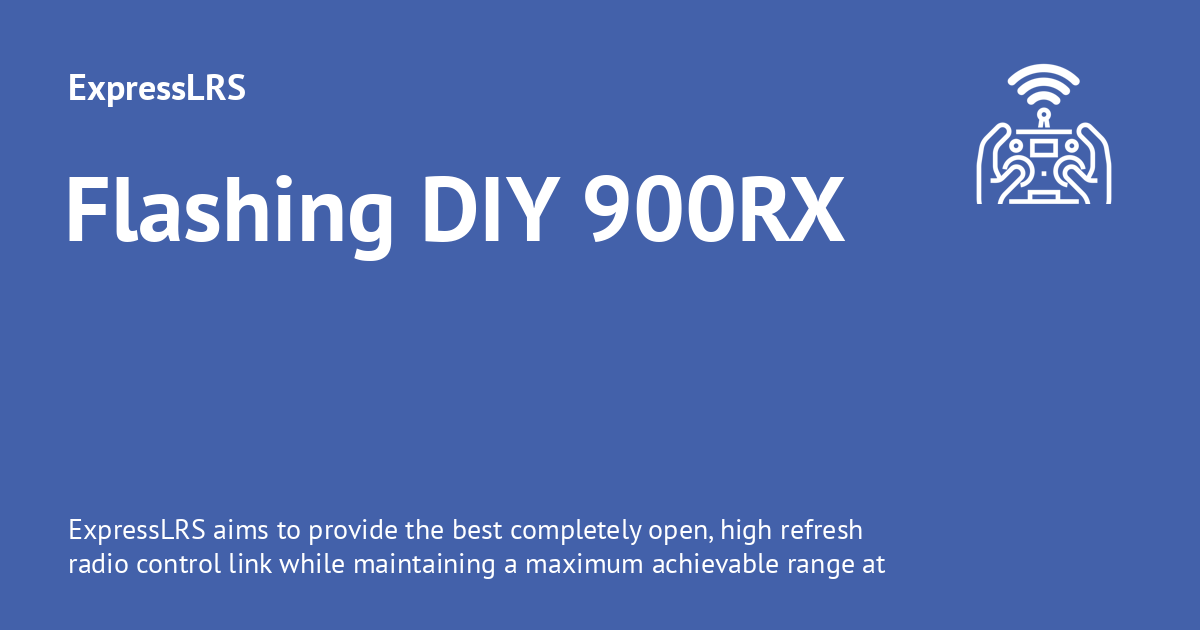 ExpressLRS
Flashing DIY 900RX
ExpressLRS aims to provide the best completely open, high refresh
radio control link while maintaining a maximum achievable range at